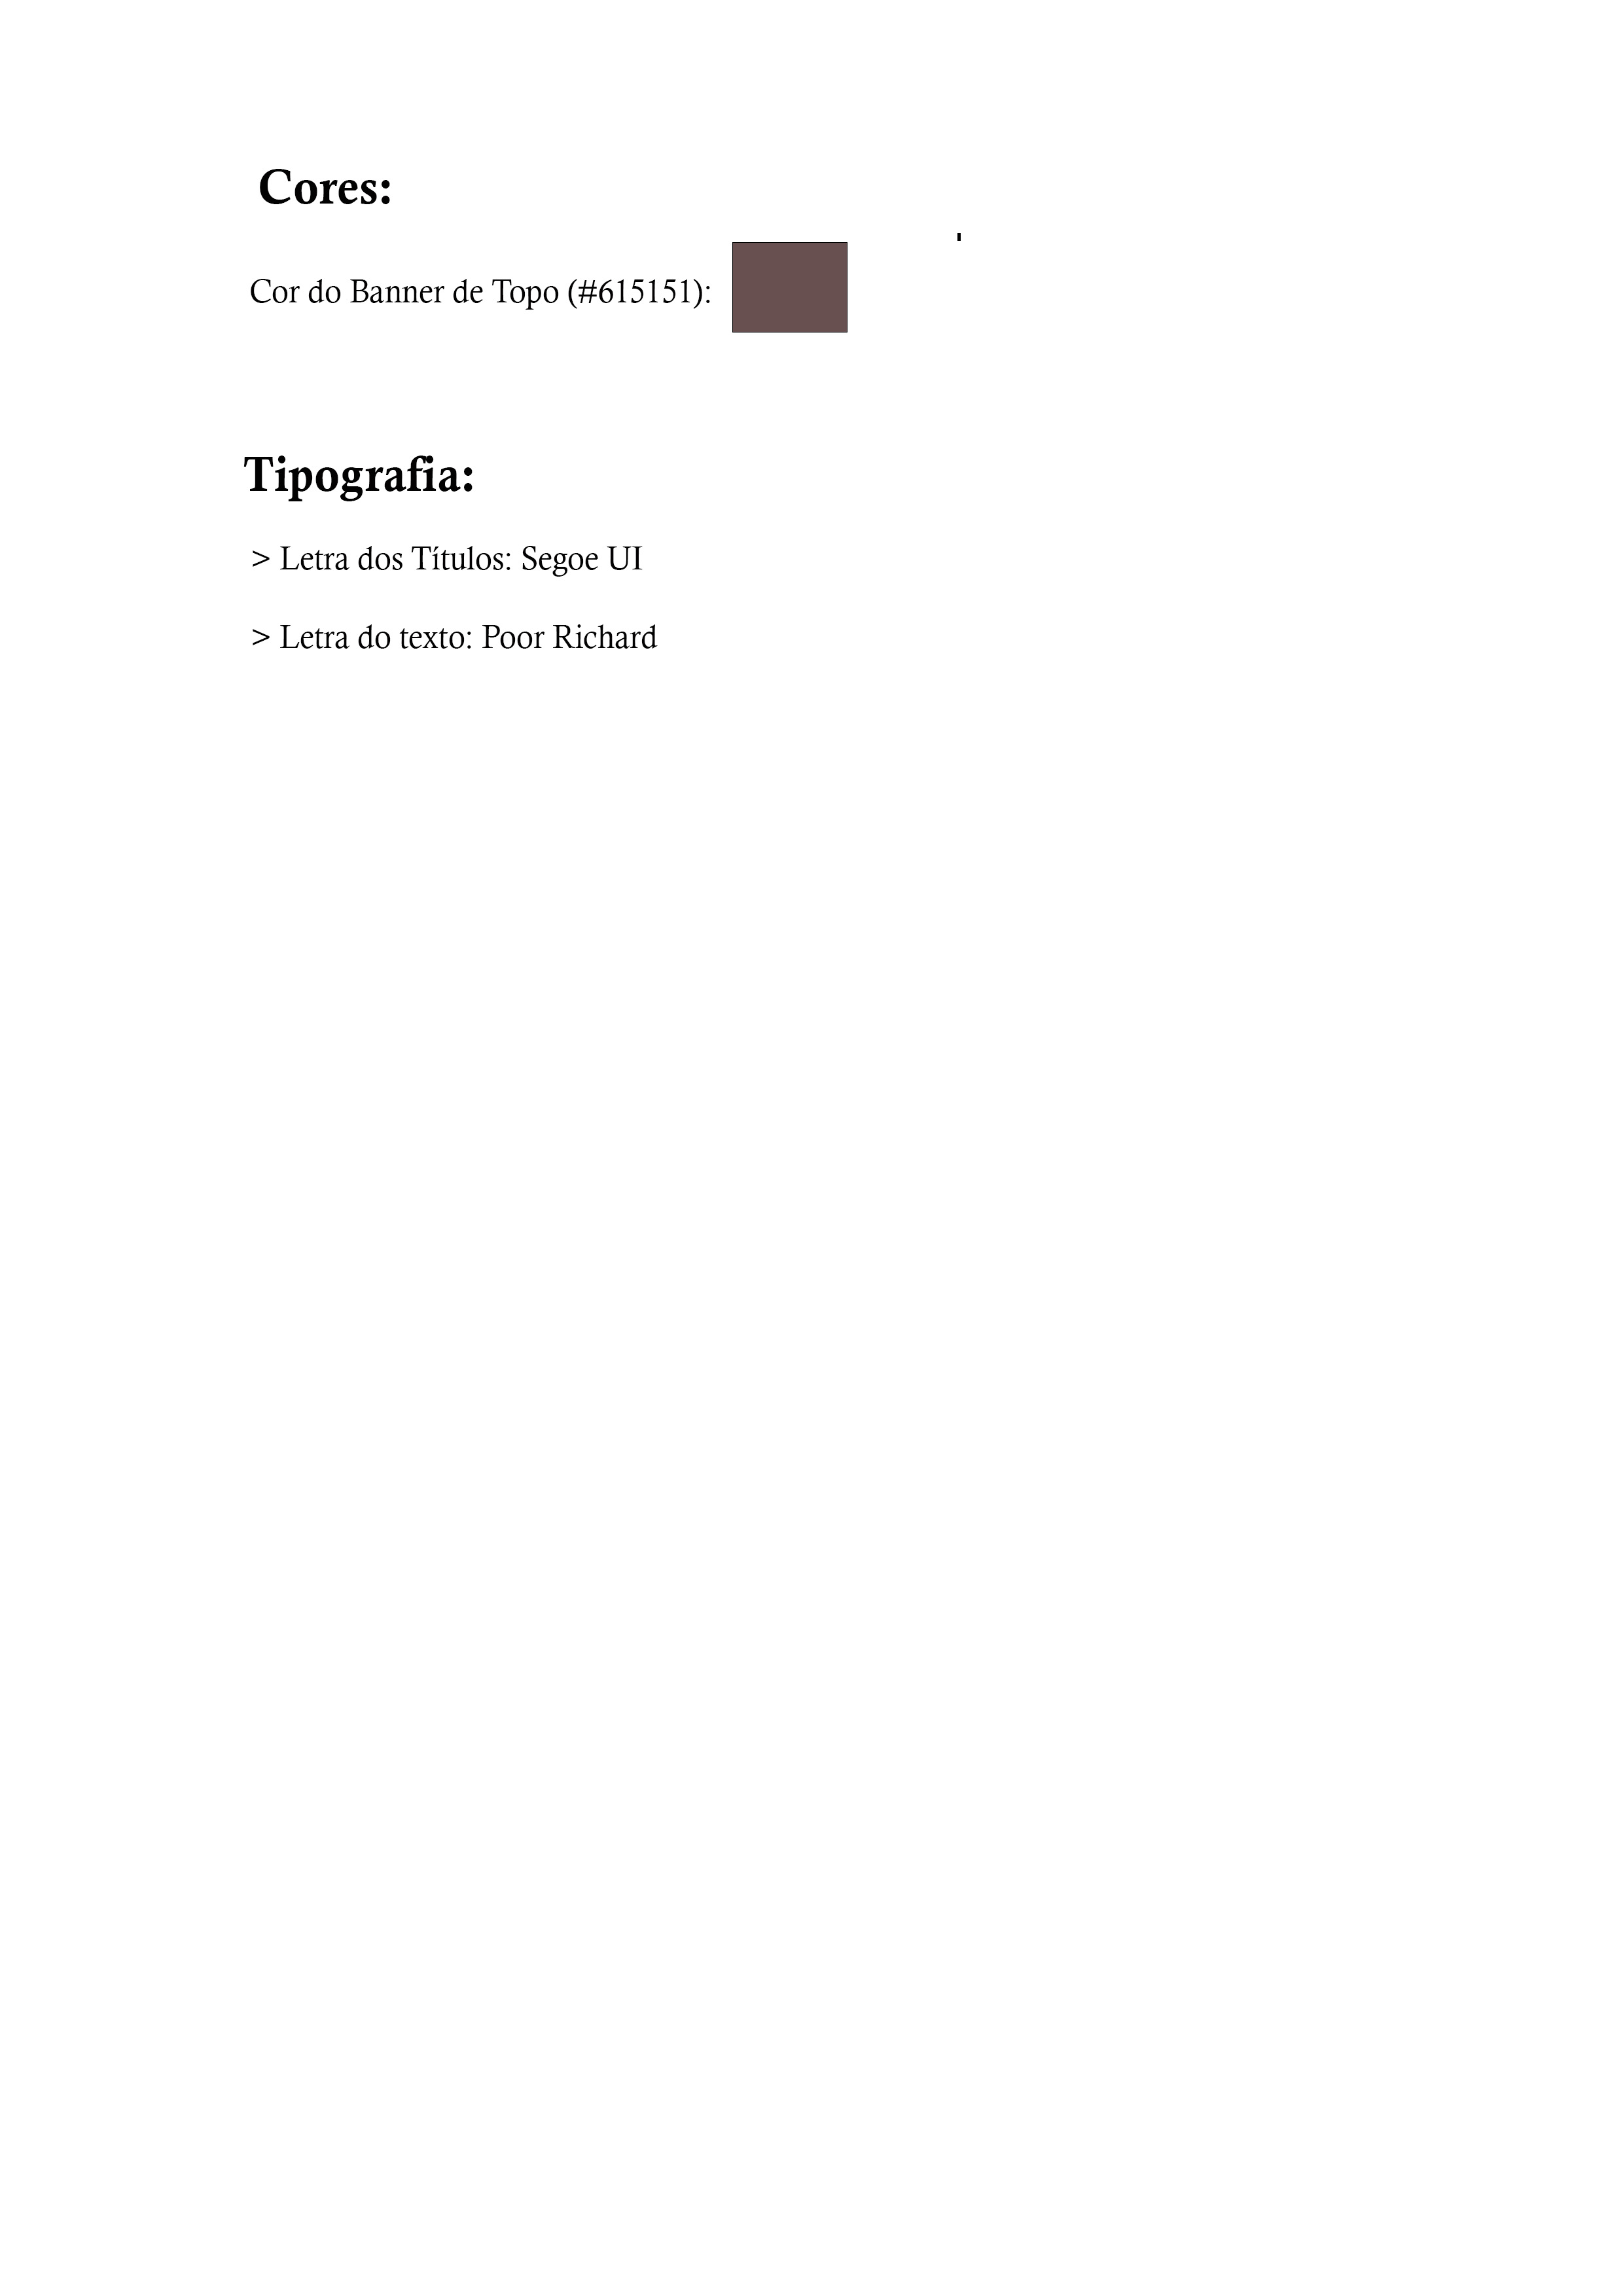 Cores:
Cor do Banner de Topo (#615151):
'
Tipografia:
> Letra dos Títulos: Segoe UI
> Letra do texto: Poor Richard